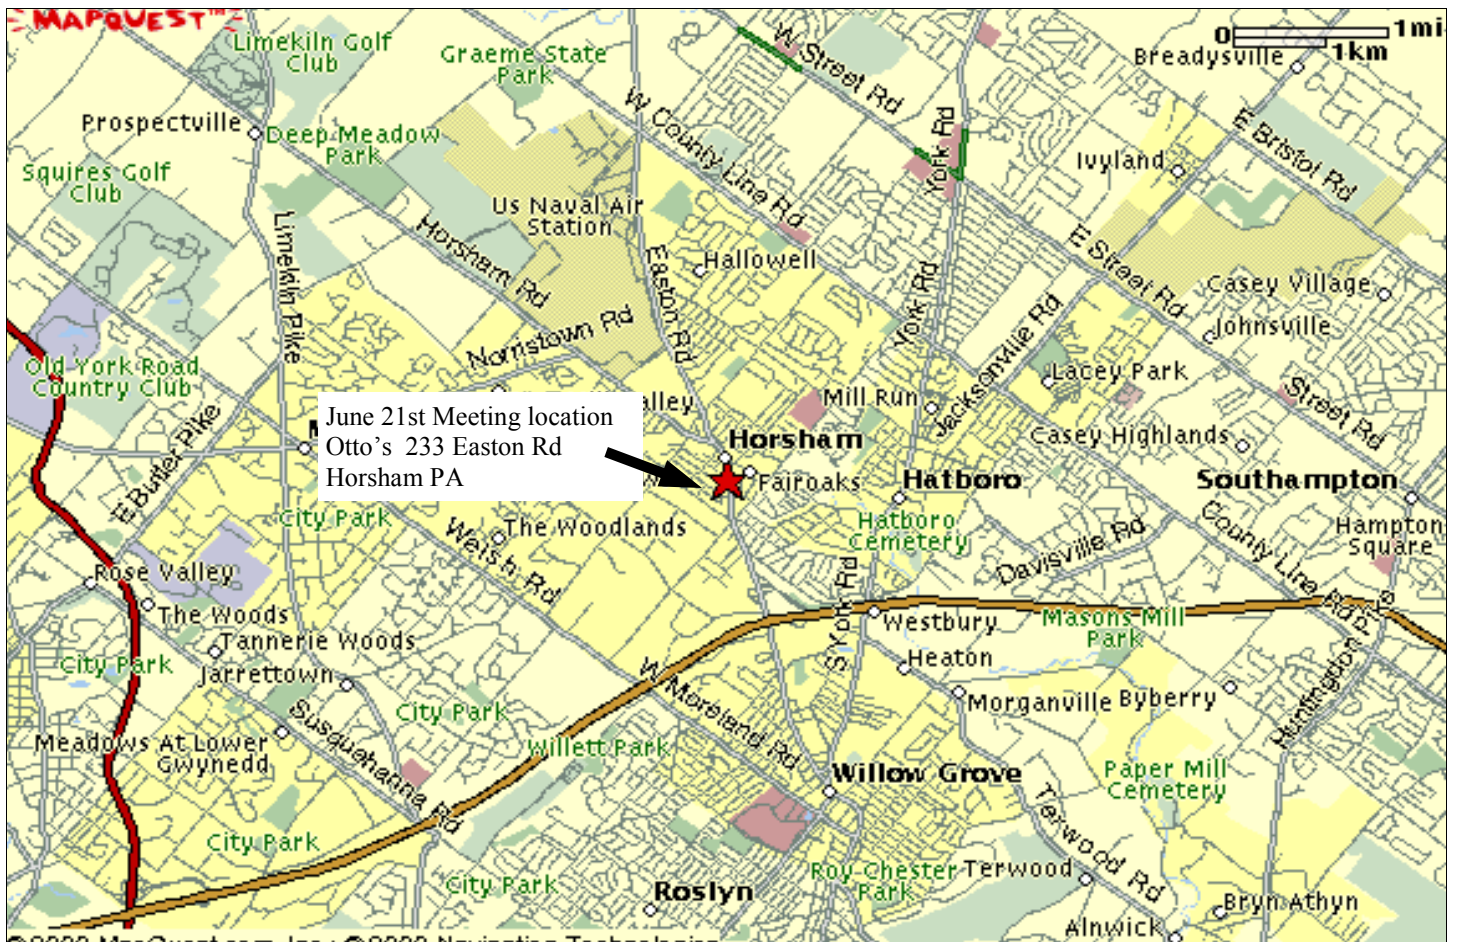 MAPQUEST™
Limekiln Golf
Club
Graeme State
Park
W Street Rd
0 1mi
1km
Breadysville
Prospectville
Deep Meadow
Park
W County Line Rd
York Rd
E Bristol Rd
Ivyland
Squires Golf
Club
Us Naval Air
Station
Limekiln Pike
Horsham Rd
Easton Rd
Hallowell
E Street Rd
Casey Village
York Rd
Johnsville
Norristown Rd
Jacksonville Rd
Old York Road
Country Club
Lacey Park
Street Rd
Mill Run
alley
June 21st Meeting location
Otto's 233 Easton Rd
Horsham PA
E Butler Pike
Horsham
Casey Highlands
Fairoaks
Hatboro
Southampton
City Park
Welsh Rd
The Woodlands
Hatboro
Cemetery
Davisville Rd
County Line Rd
Hampton
Square
Rose Valley
The Woods
Tannerie Woods
S York Rd
Westbury
Masons Mill
Park
City Park
Jarrettown
Heaton
Huntingdon Pike
W Moreland Rd
Morganville
Byberry
Susquehanna Rd
City Park
Meadows At Lower
Gwynedd
Willett Park
Willow Grove
Paper Mill
Cemetery
Terwood Rd
City Park
City Park
Roslyn
Roy-Chester
Park
Terwood
Bryn Athyn
Alnwick